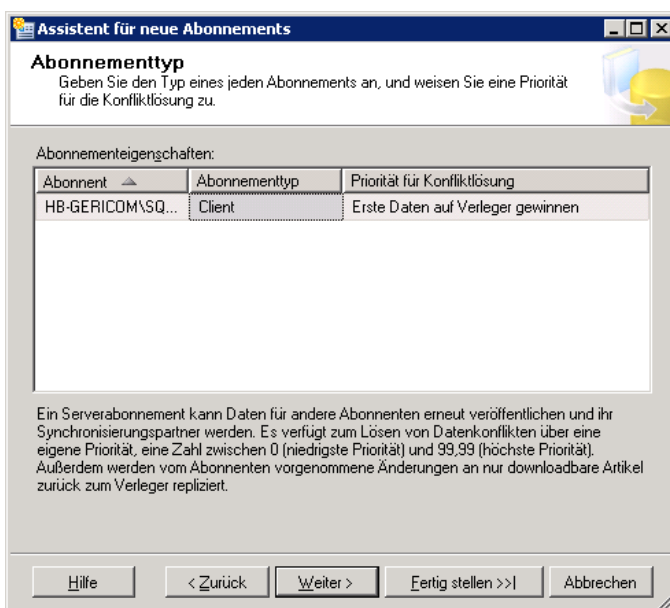 Assistent für neue Abonnements
Abonnementtyp
Geben Sie den Typ eines jeden Abonnements an, und weisen Sie eine Priorität
für die Konfliktlösung zu.
Abonnementeigenschaften:
Abonnent Abonnementtyp Priorität für Konfliktlösung
HB-GERICOM\SQ... Client Erste Daten auf Verleger gewinnen
Ein Serverabonnement kann Daten für andere Abonnenten erneut veröffentlichen und ihr
Synchronisierungspartner werden. Es verfügt zum Lösen von Datenkonflikten über eine
eigene Priorität, eine Zahl zwischen 0 (niedrigste Priorität) und 99,99 (höchste Priorität).
Außerdem werden vom Abonnenten vorgenommene Änderungen an nur downloadbare Artikel
zurück zum Verleger repliziert.
Hilfe < Zurück Weiter > Fertig stellen >>| Abbrechen